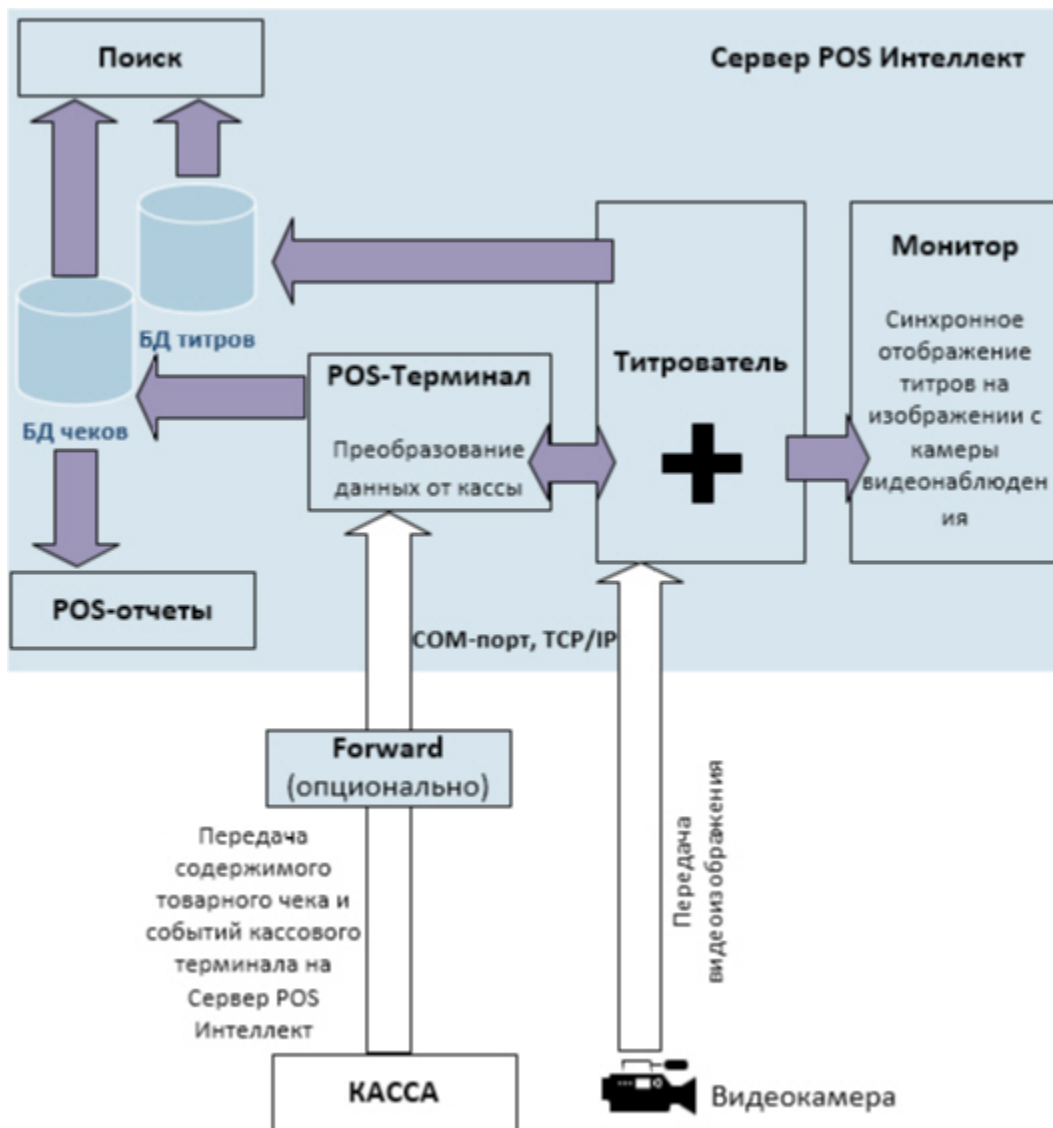 Поиск
Сервер POS Интеллект
БД титров
БД чеков
POS-Терминал
Преобразование
данных от кассы
Титрователь
Монитор
Синхронное
отображение
титров на
изображении с
камеры
видеонаблюден
ия
POS-отчеты
COM-порт, TCP/IP
Forward
(опционально)
Передача
содержимого
товарного чека и
событий кассового
терминала на
Сервер POS
Интеллект
Передача
видеоизображения
КАССА
Видеокамера